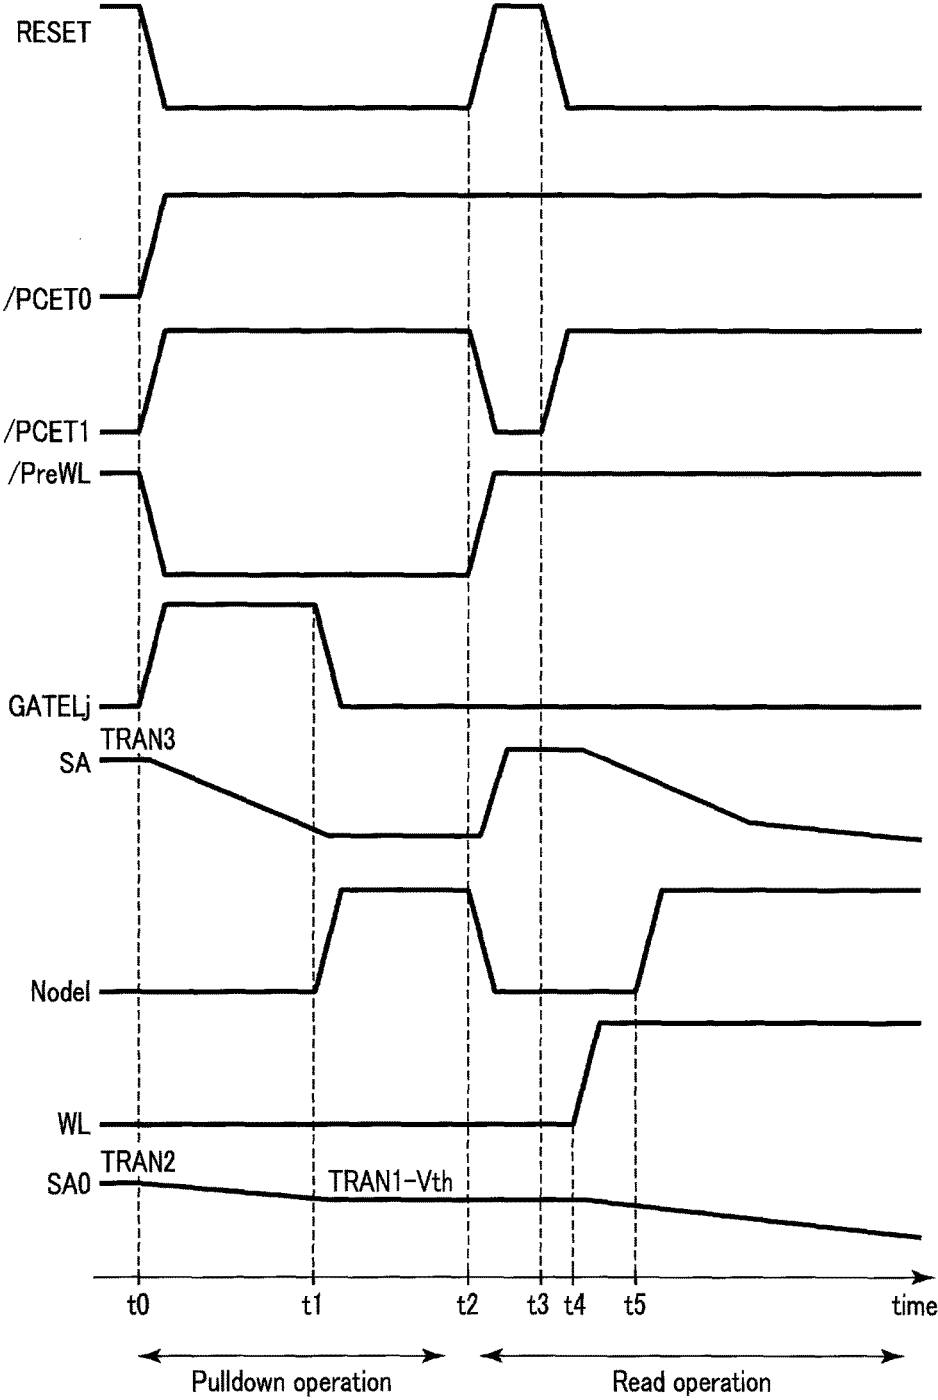 RESET
/PCET0
/PCET1
/PreWL
GATELj
TRAN3
SA
Nodel
WL
TRAN2
SA0
TRAN1-Vth
t0 t1 t2 t3 t4 t5 time
Pulldown operation Read operation